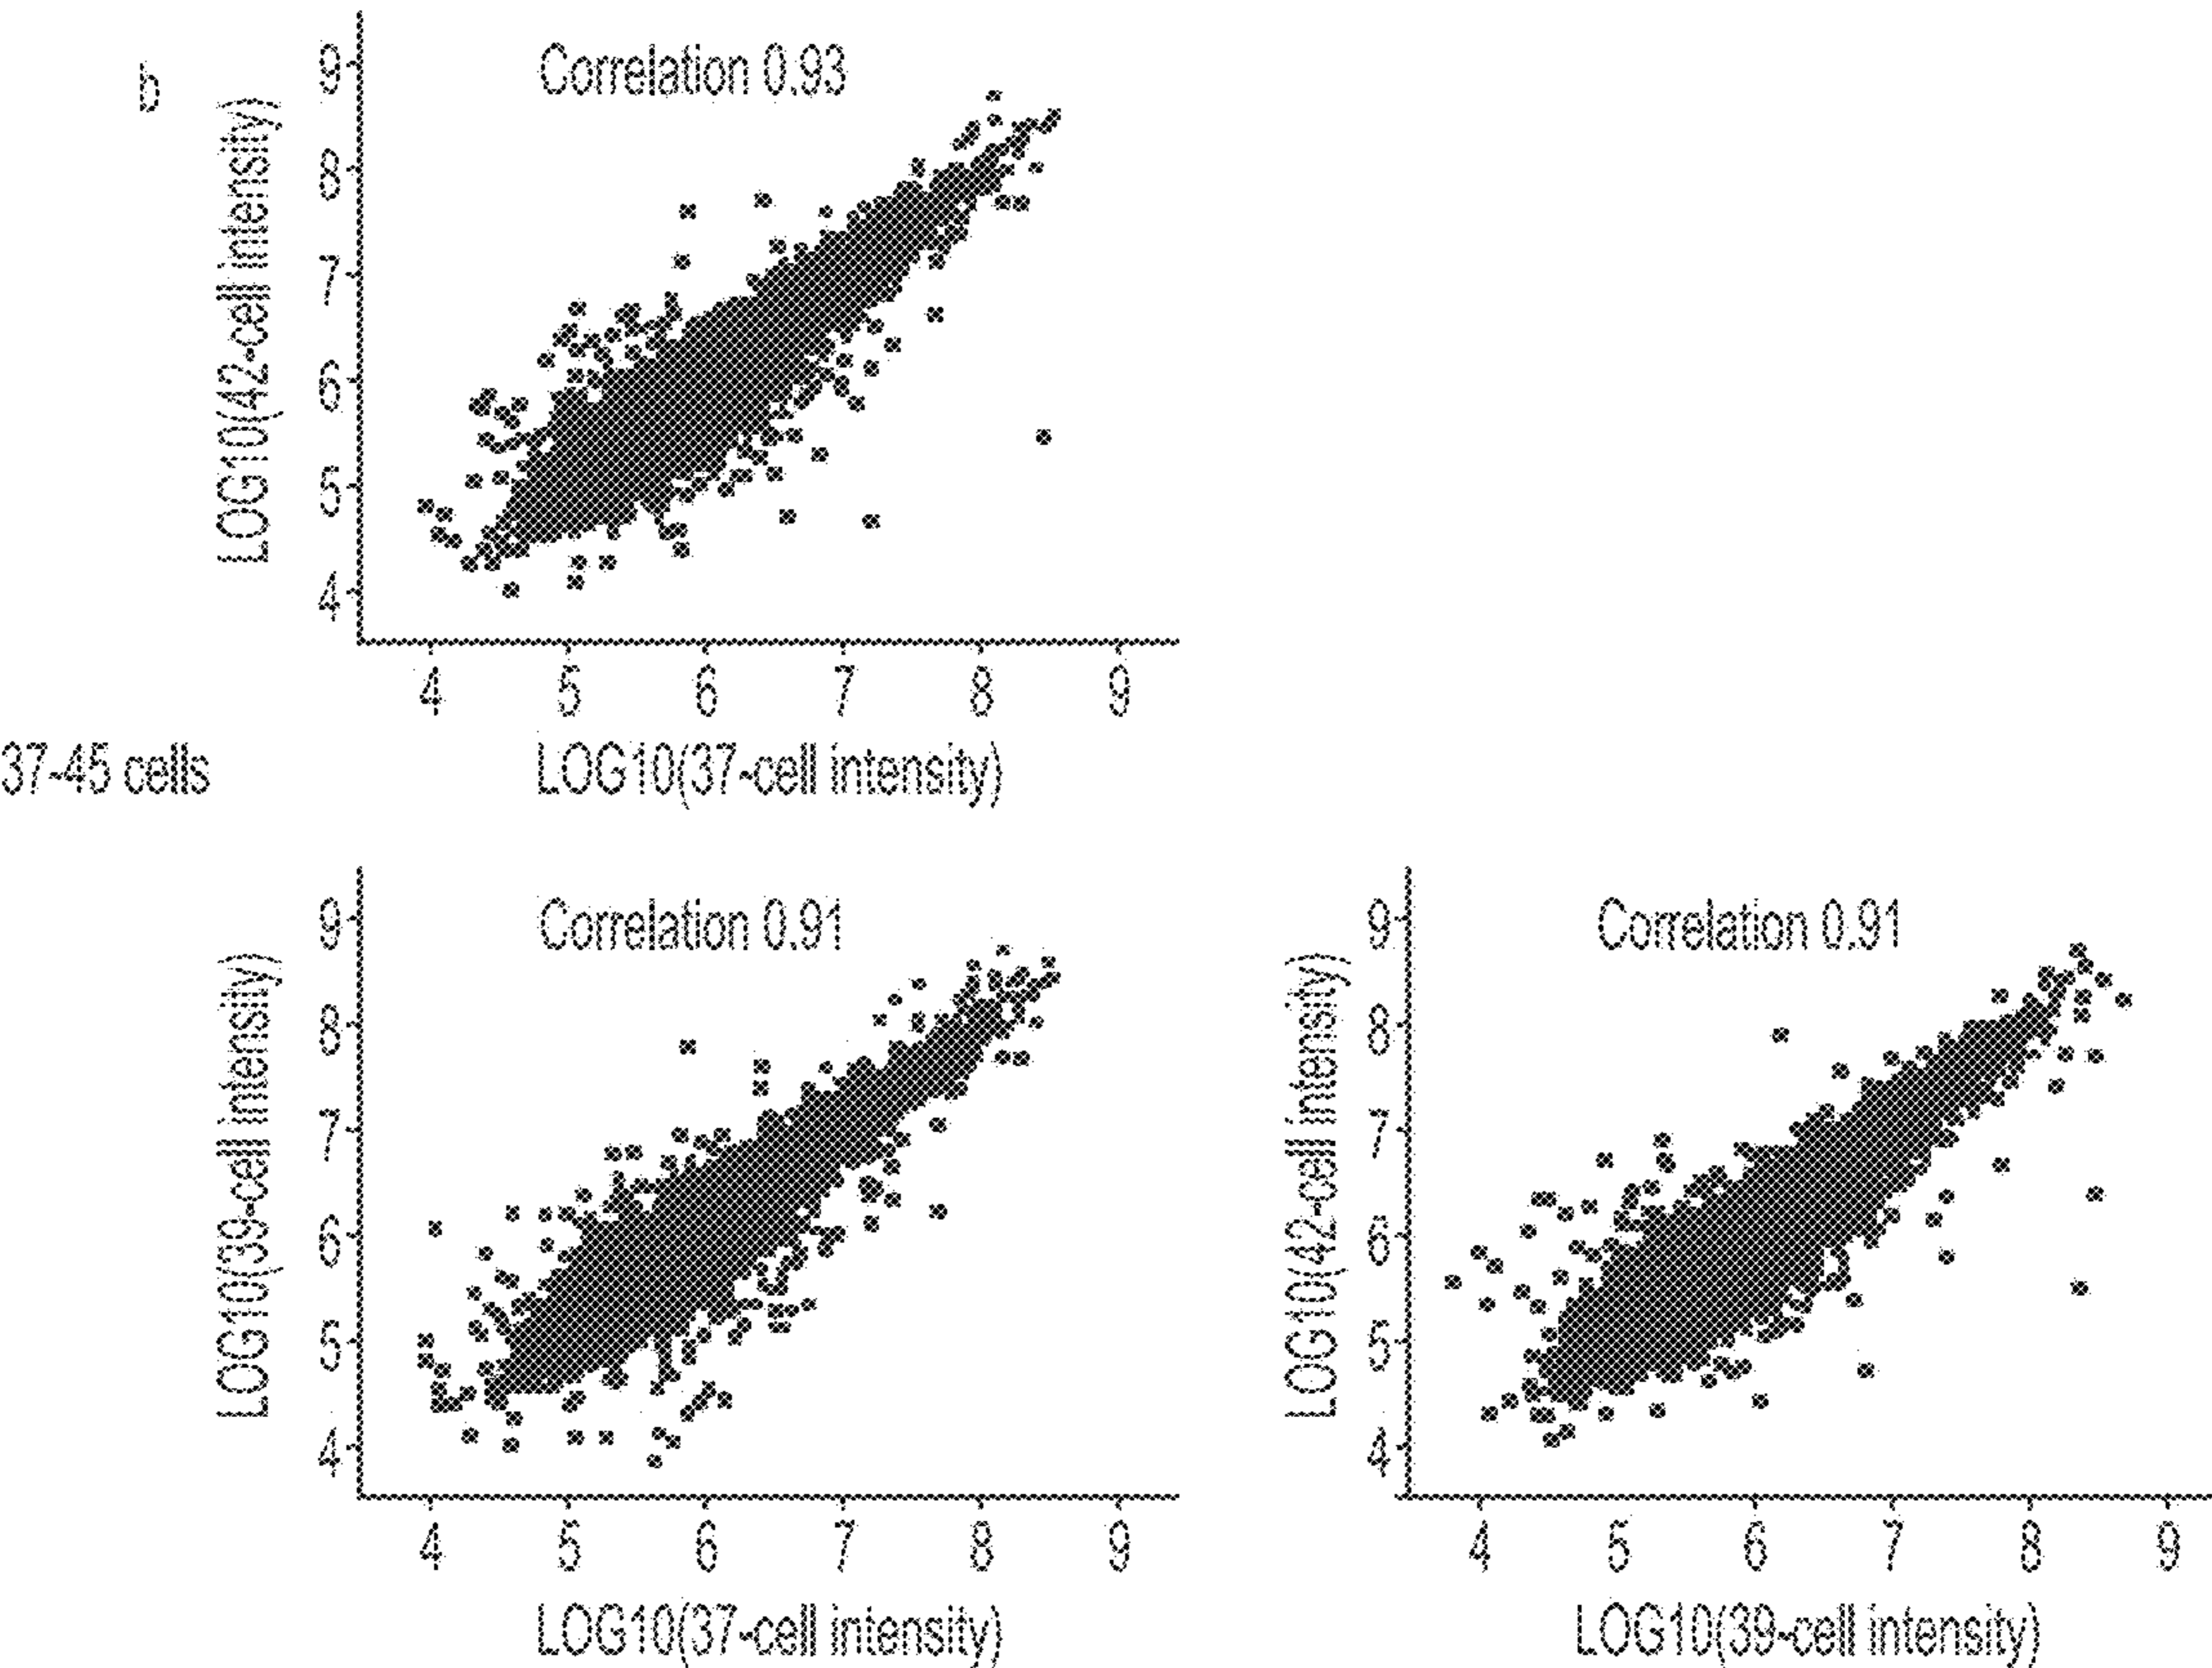 b
Correlation 0.93
LOG10(42-cell intensity)
9
8
7
6
5
4
4 5 6 7 8 9
LOG10(37-cell intensity)
37-45 cells
Correlation 0.91
LOG10(39-cell intensity)
9
8
7
6
5
4
4 5 6 7 8 9
LOG10(37-cell intensity)
Correlation 0.91
LOG10(42-cell intensity)
9
8
7
6
5
4
4 5 6 7 8 9
LOG10(39-cell intensity)